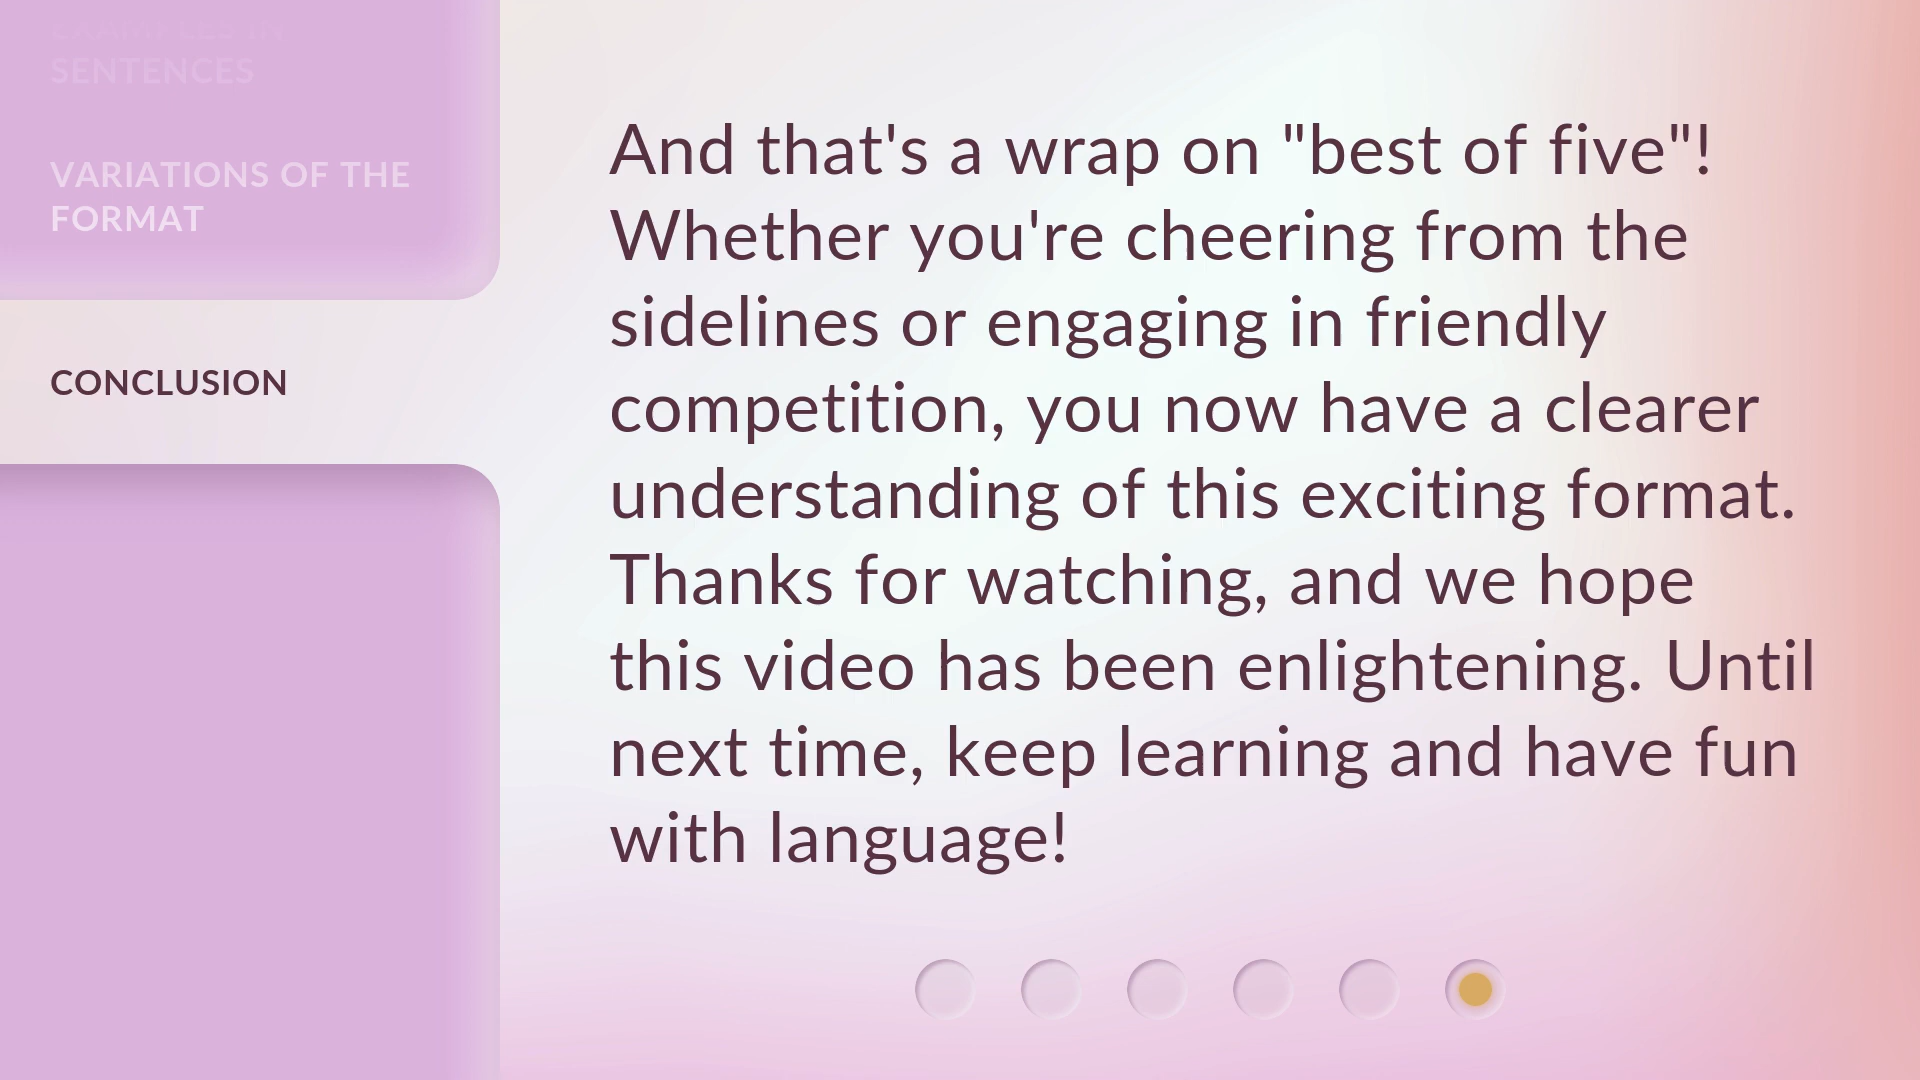 SENTENCES
VARIATIONS OF THE
FORMAT
CONCLUSION
And that's a wrap on "best of five"!
Whether you're cheering from the
sidelines or engaging in friendly
competition, you now have a clearer
understanding of this exciting format.
Thanks for watching, and we hope
this video has been enlightening. Until
next time, keep learning and have fun
with language!